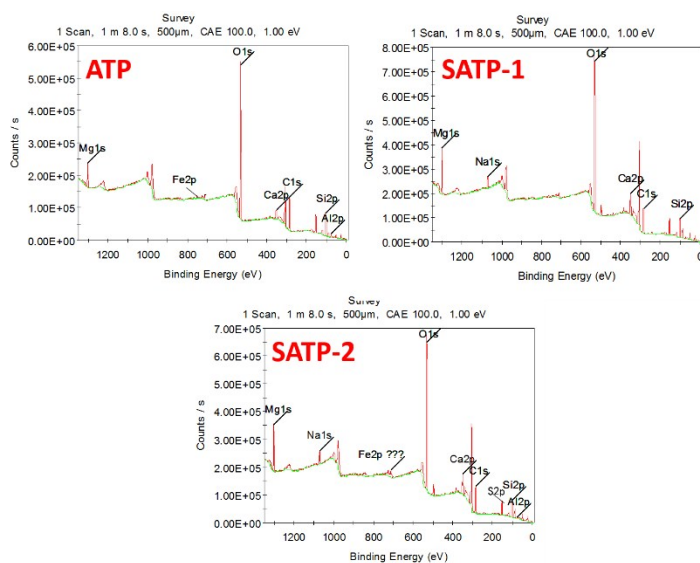 Survey
1 Scan, 1 m 8.0 s, 500µm, CAE 100.0, 1.00 eV
6.00E+05
5.00E+05
4.00E+05
3.00E+05
2.00E+05
1.00E+05
0.00E+00
Counts / s
ATP
O1s
Mg1s
Fe2p
Ca2p
C1s
Si2p
Al2p
1200 1000 800 600 400 200 0
Binding Energy (eV)
Survey
1 Scan, 1 m 8.0 s, 500µm, CAE 100.0, 1.00 eV
8.00E+05
7.00E+05
6.00E+05
5.00E+05
4.00E+05
3.00E+05
2.00E+05
1.00E+05
0.00E+00
Counts / s
SATP-1
O1s
Mg1s
Na1s
Ca2p
C1s
Si2p
1200 1000 800 600 400 200 0
Binding Energy (eV)
Survey
1 Scan, 1 m 8.0 s, 500µm, CAE 100.0, 1.00 eV
7.00E+05
6.00E+05
5.00E+05
4.00E+05
3.00E+05
2.00E+05
1.00E+05
0.00E+00
Counts / s
SATP-2
O1s
Mg1s
Na1s
Fe2p ???
Ca2p
C1s
S2p
Si2p
Al2p
1200 1000 800 600 400 200 0
Binding Energy (eV)